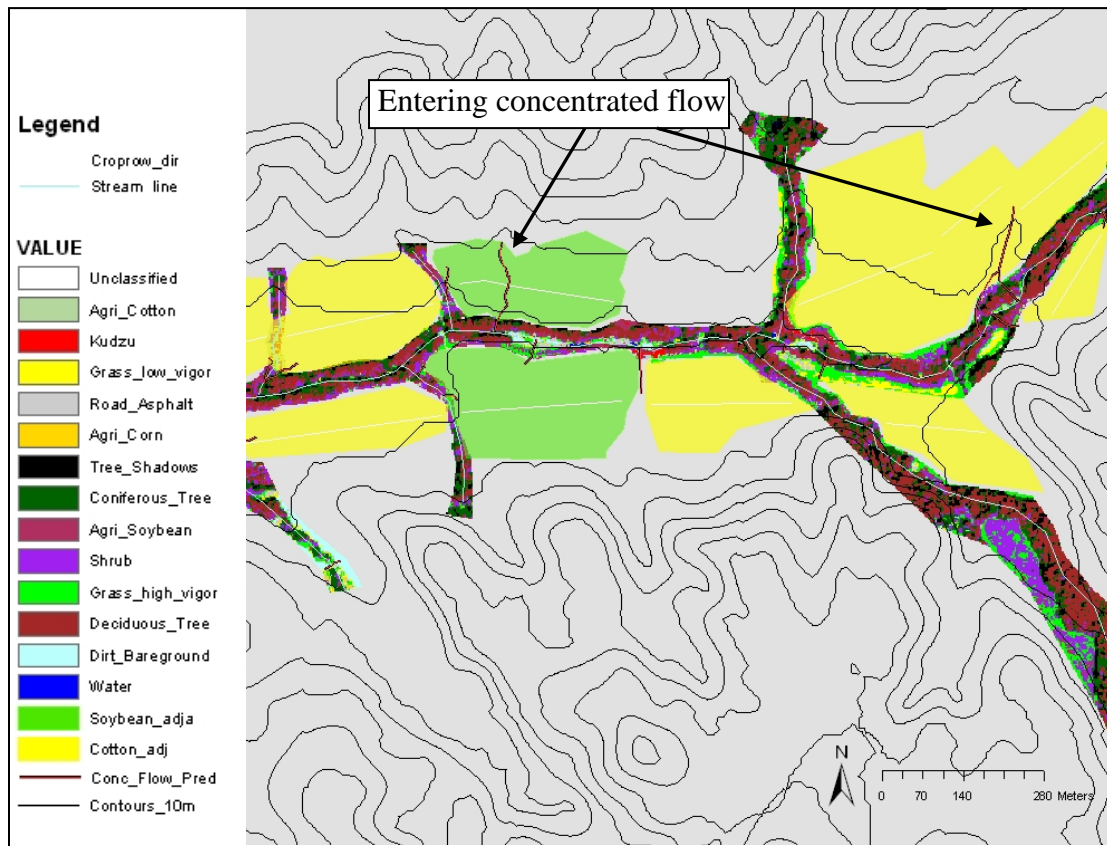 Entering concentrated flow
Legend
Croprow_dir
Stream_line
VALUE
Unclassified
Agri_Cotton
Kudzu
Grass_low_vigor
Road_Asphalt
Agri_Corn
Tree_Shadows
Coniferous_Tree
Agri_Soybean
Shrub
Grass_high_vigor
Deciduous_Tree
Dirt_Bareground
Water
Soybean_adja
Cotton_adj
Conc_Flow_Pred
Contours_10m
N
0 70 140 280 Meters